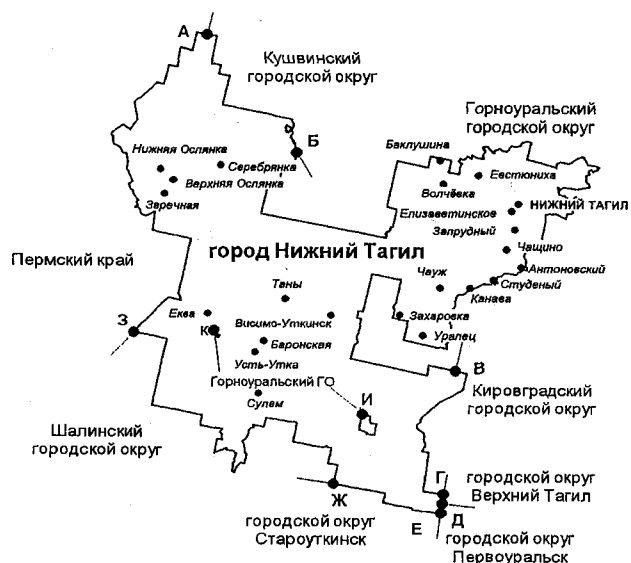 А
Кушвинский
городской округ
Б
Горноуральский
городской округ
Баклушина
Евстюниха
Волчёвка
НИЖНИЙ ТАГИЛ
Елизаветинское
Запрудный
Чащино
Антоновский
Студеный
Канава
Чауж
Нижняя Ослянка
Серебрянка
Верхняя Ослянка
Заречная
город Нижний Тагил
Пермский край
Таны
Еква
К
Висимо-Уткинск
Баронская
Усть-Утка
Захаровка
Уралец
З
В
Горноуральский ГО
И
Сулем
Кировградский
городской округ
Шалинский
городской округ
Ж
городской округ
Староуткинск
Г
городской округ
Верхний Тагил
Е
Д
городской округ
Первоуральск